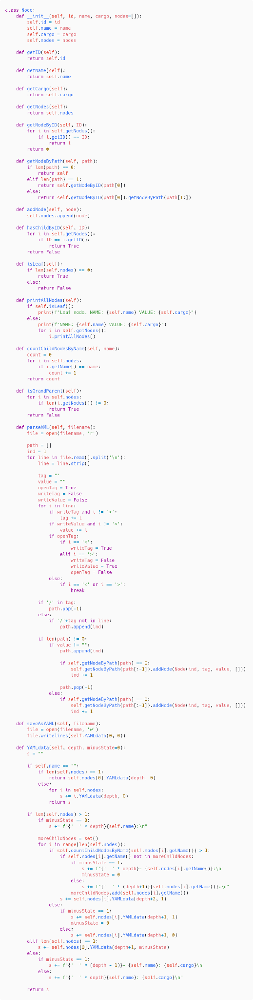 class Node:
    def __init__(self, id, name, cargo, nodes=[]):
        self.id = id
        self.name = name
        self.cargo = cargo
        self.nodes = nodes

    def getID(self):
        return self.id

    def getName(self):
        return self.name

    def getCargo(self):
        return self.cargo

    def getNodes(self):
        return self.nodes

    def getNodeByID(self, ID):
        for i in self.getNodes():
            if i.getID() == ID:
                return i
        return 0

    def getNodeByPath(self, path):
        if len(path) == 0:
            return self
        elif len(path) == 1:
            return self.getNodeByID(path[0])
        else:
            return self.getNodeByID(path[0]).getNodeByPath(path[1:])

    def addNode(self, node):
        self.nodes.append(node)

    def hasChildByID(self, ID):
        for i in self.getNodes():
            if ID == i.getID():
                return True
        return False

    def isLeaf(self):
        if len(self.nodes) == 0:
            return True
        else:
            return False

    def printAllNodes(self):
        if self.isLeaf():
            print(f"Leaf node. NAME: {self.name} VALUE: {self.cargo}")
        else:
            print(f"NAME: {self.name} VALUE: {self.cargo}")
            for i in self.getNodes():
                i.printAllNodes()

    def countChildNodesByName(self, name):
        count = 0
        for i in self.nodes:
            if i.getName() == name:
                count += 1
        return count

    def isGrandParent(self):
        for i in self.nodes:
            if len(i.getNodes()) != 0:
                return True
        return False

    def parseXML(self, filename):
        file = open(filename, 'r')

        path = []
        ind = 1
        for line in file.read().split('\n'):
            line = line.strip()

            tag = ""
            value = ""
            openTag = True
            writeTag = False
            writeValue = False
            for i in line:
                if writeTag and i != '>':
                    tag += i
                if writeValue and i != '<':
                    value += i
                if openTag:
                    if i == '<':
                        writeTag = True
                    elif i == '>':
                        writeTag = False
                        writeValue = True
                        openTag = False
                else:
                    if i == '<' or i == '>':
                        break

            if '/' in tag:
                path.pop(-1)
            else:
                if '/'+tag not in line:
                    path.append(ind)

            if len(path) != 0:
                if value != "":
                    path.append(ind)

                    if self.getNodeByPath(path) == 0:
                        self.getNodeByPath(path[:-1]).addNode(Node(ind, tag, value, []))
                        ind += 1

                    path.pop(-1)
                else:
                    if self.getNodeByPath(path) == 0:
                        self.getNodeByPath(path[:-1]).addNode(Node(ind, tag, value, []))
                        ind += 1

    def saveAsYAML(self, filename):
        file = open(filename, 'w')
        file.writelines(self.YAMLdata(0, 0))

    def YAMLdata(self, depth, minusState=0):
        s = ""

        if self.name == "":
            if len(self.nodes) == 1:
                return self.nodes[0].YAMLdata(depth, 0)
            else:
                for i in self.nodes:
                    s += i.YAMLdata(depth, 0)
                return s

        if len(self.nodes) > 1:
            if minusState == 0:
                s += f"{'  ' * depth}{self.name}:\n"

            moreChildNodes = set()
            for i in range(len(self.nodes)):
                if self.countChildNodesByName(self.nodes[i].getName()) > 1:
                    if self.nodes[i].getName() not in moreChildNodes:
                        if minusState == 1:
                            s += f"{'  ' * depth}- {self.nodes[i].getName()}:\n"
                            minusState = 0
                        else:
                            s += f"{'  ' * (depth+1)}{self.nodes[i].getName()}:\n"
                        moreChildNodes.add(self.nodes[i].getName())
                    s += self.nodes[i].YAMLdata(depth+2, 1)
                else:
                    if minusState == 1:
                        s += self.nodes[i].YAMLdata(depth+1, 1)
                        minusState = 0
                    else:
                        s += self.nodes[i].YAMLdata(depth+1, 0)
        elif len(self.nodes) == 1:
            s += self.nodes[0].YAMLdata(depth+1, minusState)
        else:
            if minusState == 1:
                s += f"{'  ' * (depth - 1)}- {self.name}: {self.cargo}\n"
            else:
                s += f"{'  ' * depth}{self.name}: {self.cargo}\n"

        return s